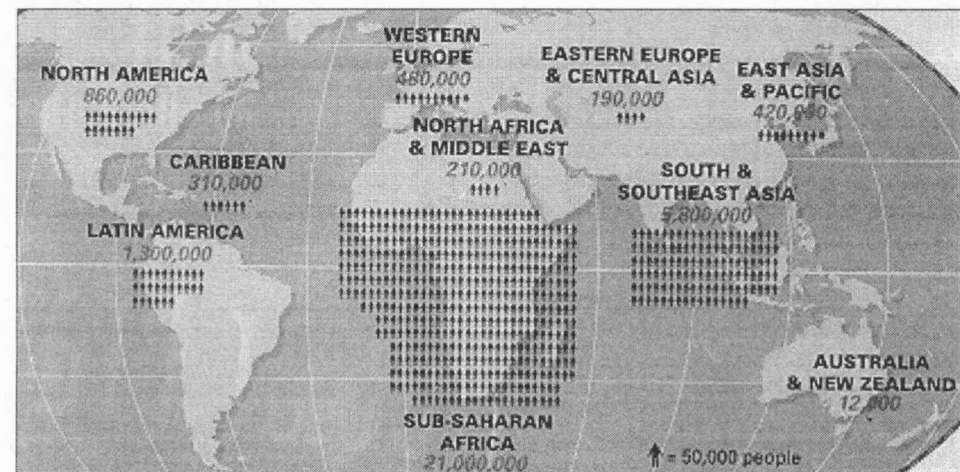 NORTH AMERICA
860,000
WESTERN
EUROPE
480,000
EASTERN EUROPE
& CENTRAL ASIA
190,000
EAST ASIA
& PACIFIC
420,000
CARIBBEAN
310,000
NORTH AFRICA
& MIDDLE EAST
210,000
SOUTH &
SOUTHEAST ASIA
5,800,000
LATIN AMERICA
1,300,000
AUSTRALIA
& NEW ZEALAND
12,000
SUB-SAHARAN
AFRICA
21,000,000
= 50,000 people